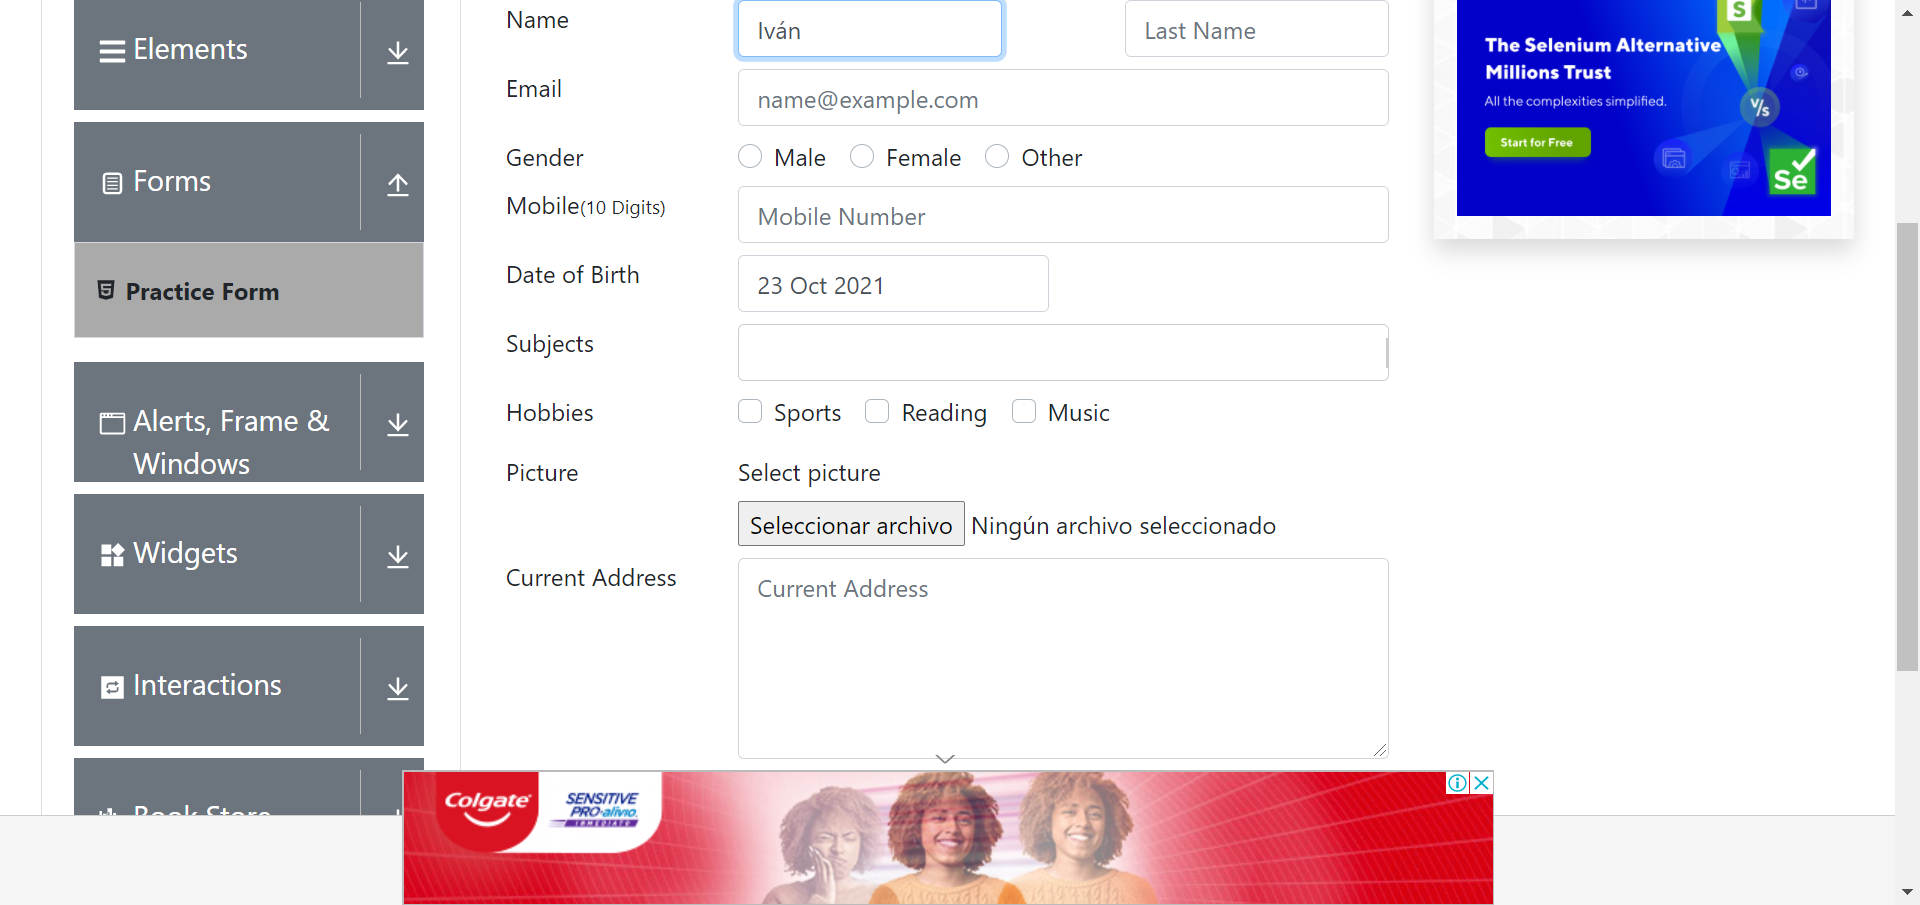 Elements
Forms
Practice Form
Alerts, Frame &
Windows
Widgets
Interactions
Book Store
Name
Iván
Last Name
Email
name@example.com
Gender
Male
Female
Other
Mobile(10 Digits)
Mobile Number
Date of Birth
23 Oct 2021
Subjects
Hobbies
Sports
Reading
Music
Picture
Select picture
Seleccionar archivo
Ningún archivo seleccionado
Current Address
Current Address
S
The Selenium Alternative
Millions Trust
All the complexities simplified.
V/s
Start for Free
Se
Colgate
SENSITIVE
PRO-alivio
INMEDIATO